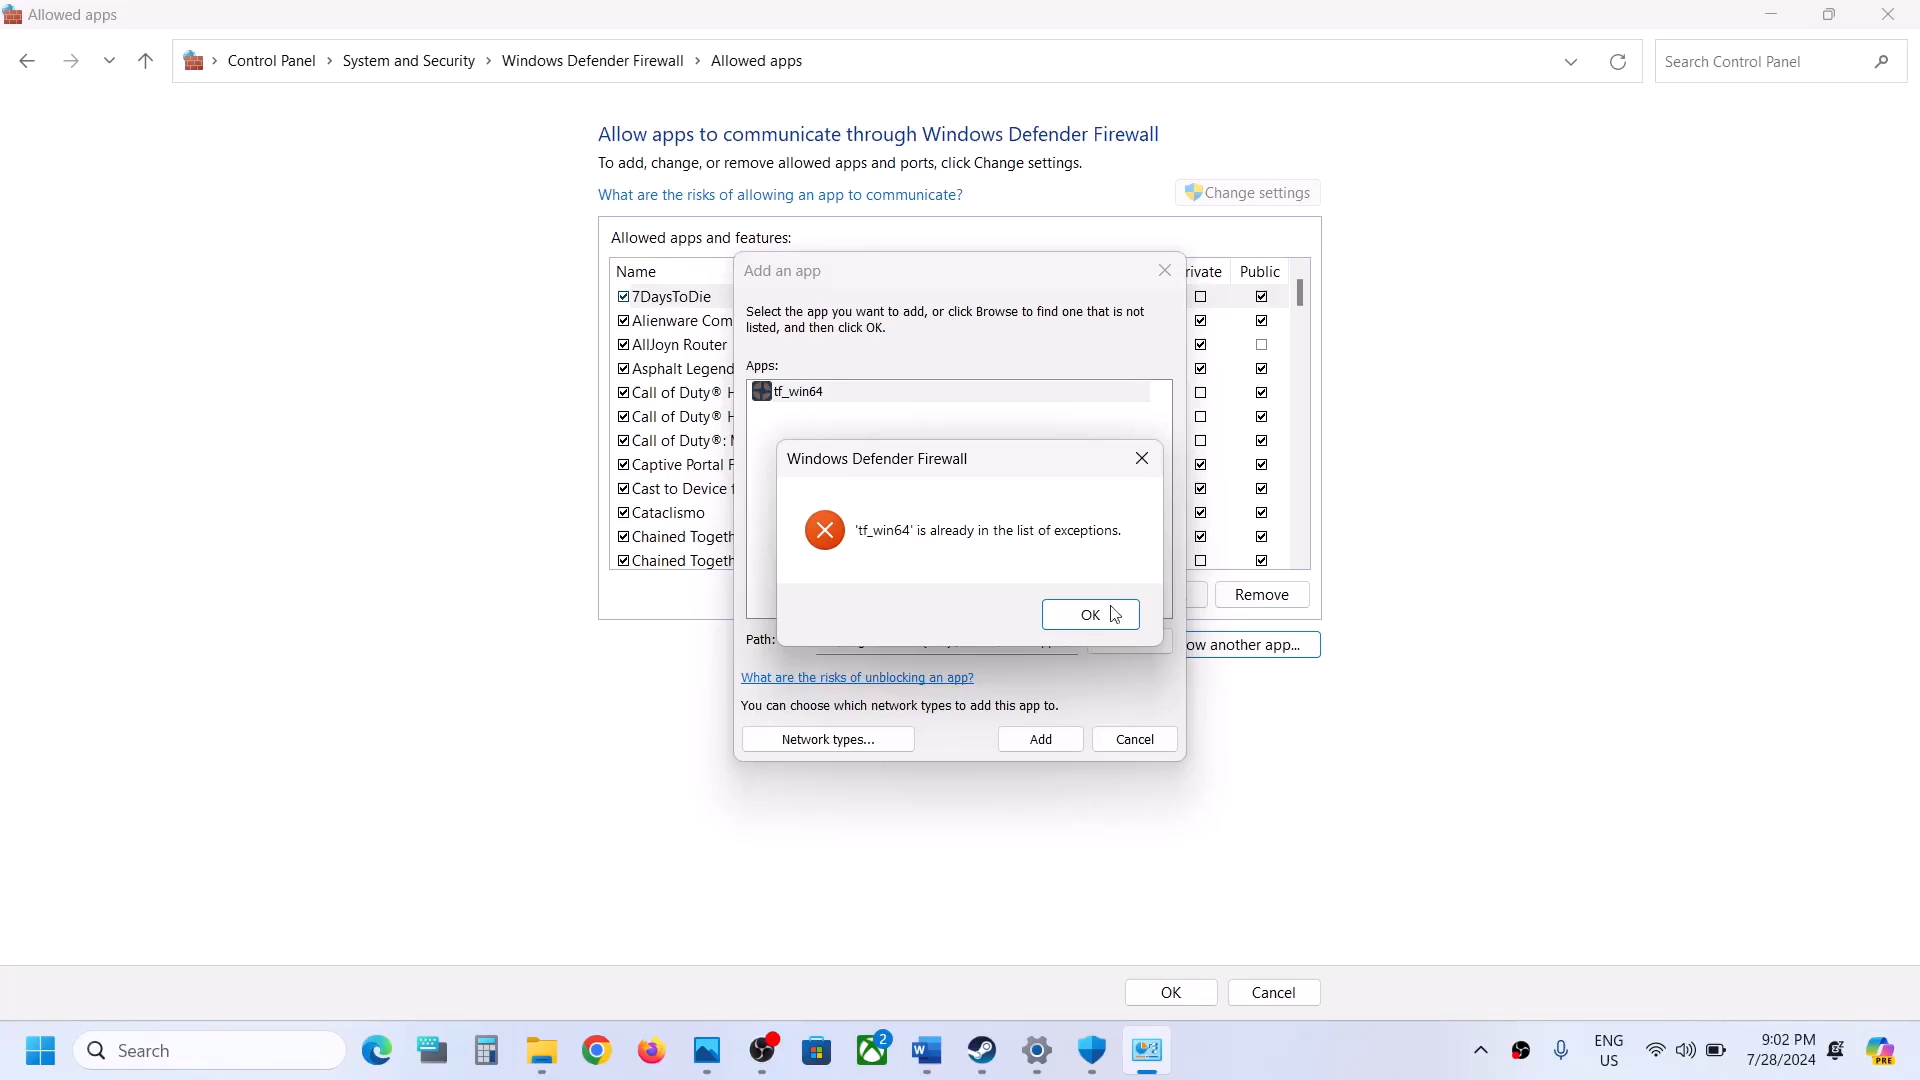 Allowed apps
Control Panel > System and Security > Windows Defender Firewall > Allowed apps
Search Control Panel
Allow apps to communicate through Windows Defender Firewall
To add, change, or remove allowed apps and ports, click Change settings.
What are the risks of allowing an app to communicate?
Change settings
Allowed apps and features:
Name
rivate
Public
7DaysToDie
Alienware Com
AllJoyn Router
Asphalt Legend
Call of Duty® H
Call of Duty® H
Call of Duty®:
Captive Portal F
Cast to Device
Cataclismo
Chained Togeth
Chained Togeth
Remove
ow another app...
Add an app
Select the app you want to add, or click Browse to find one that is not
listed, and then click OK.
Apps:
tf_win64
Windows Defender Firewall
'tf_win64' is already in the list of exceptions.
OK
Path:
What are the risks of unblocking an app?
You can choose which network types to add this app to.
Network types...
Add
Cancel
OK
Cancel
Search
2
ENG
US
9:02 PM
7/28/2024
PRE